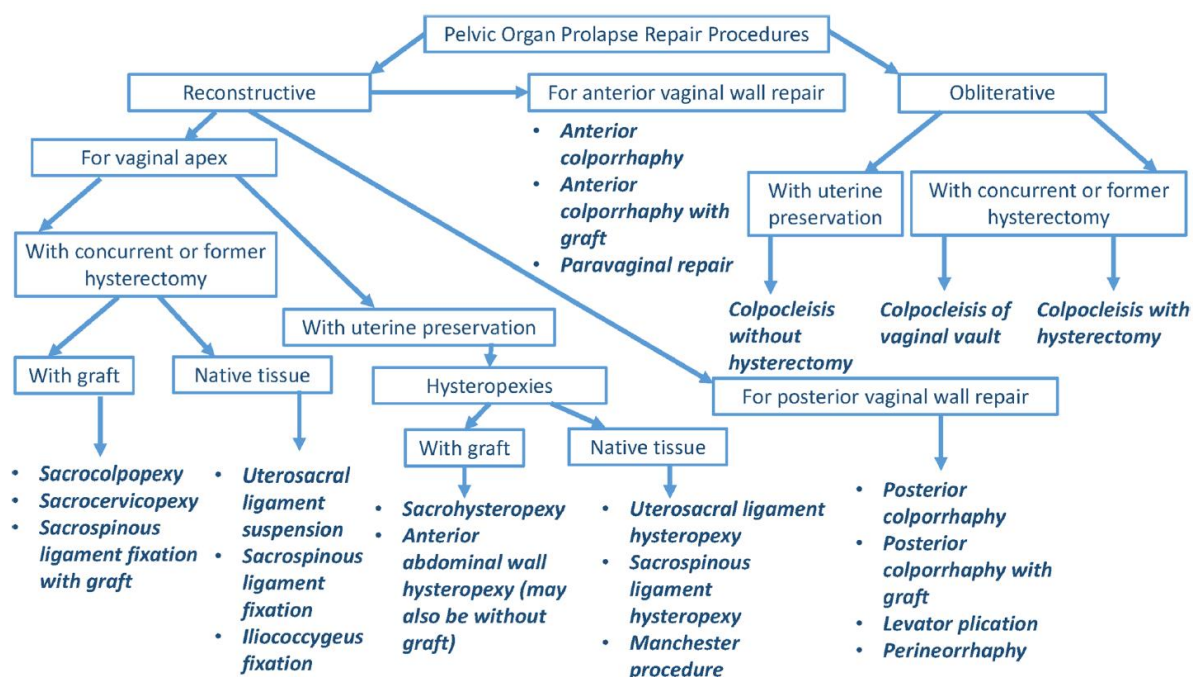 Pelvic Organ Prolapse Repair Procedures
Reconstructive
For anterior vaginal wall repair
Obliterative
• Anterior
colporrhaphy
• Anterior
colporrhaphy with
graft
• Paravaginal repair
For vaginal apex
With uterine
preservation
With concurrent or former
hysterectomy
With concurrent or former
hysterectomy
Colpocleisis
without
hysterectomy
Colpocleisis of
vaginal vault
Colpocleisis with
hysterectomy
With uterine preservation
With graft
Native tissue
Hysteropexies
For posterior vaginal wall repair
With graft
Native tissue
• Sacrocolpopexy
• Sacrocervicopexy
• Sacrospinous
ligament fixation
with graft
• Uterosacral
ligament
suspension
• Sacrospinous
ligament
fixation
• Iliococcygeus
fixation
• Sacrohysteropexy
• Anterior
abdominal wall
hysteropexy (may
also be without
graft)
• Uterosacral ligament
hysteropexy
• Sacrospinous
ligament
hysteropexy
• Manchester
procedure
• Posterior
colporrhaphy
• Posterior
colporrhaphy with
graft
• Levator plication
• Perineorrhaphy